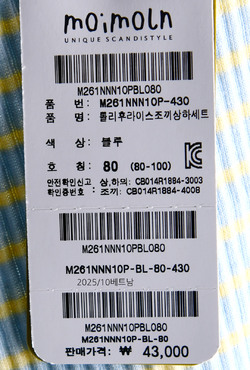 moimoln
UNIQUE SCANDISTYLE
M261NNN10PBL080
품 번: M261NNN10P-430
품 명: 롤리후라이스조끼상하세트
색 상: 블루
호 칭: 80 (80-100)
안전확인신고 상,하의: CB014R1884-3003
확인증번호 조끼: CB014R1884-4008
M261NNN10PBL080
M261NNN10P-BL-80-430
2025/10베트남
M261NNN10PBL080
M261NNN10P-BL-80
판매가격: ₩ 43,000